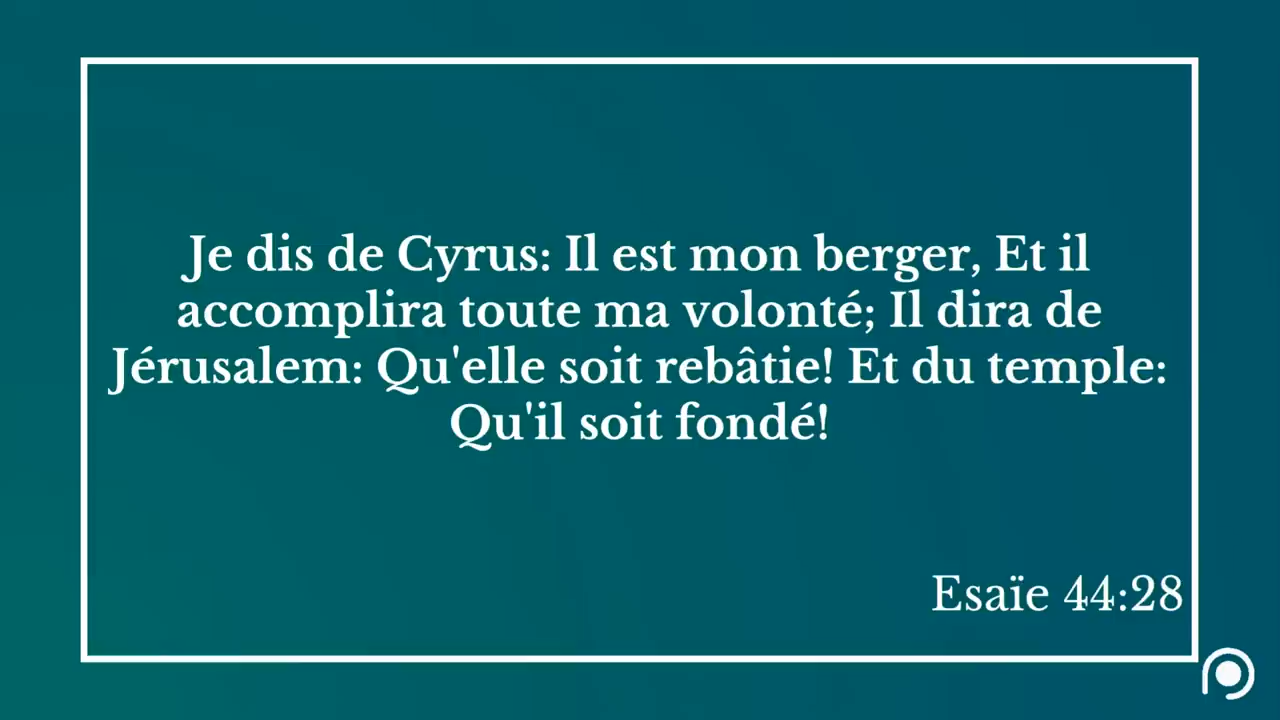 Je dis de Cyrus: Il est mon berger, Et il
accomplira toute ma volonté; Il dira de
Jérusalem: Qu'elle soit rebâtie! Et du temple:
Qu'il soit fondé!
Esaïe 44:28